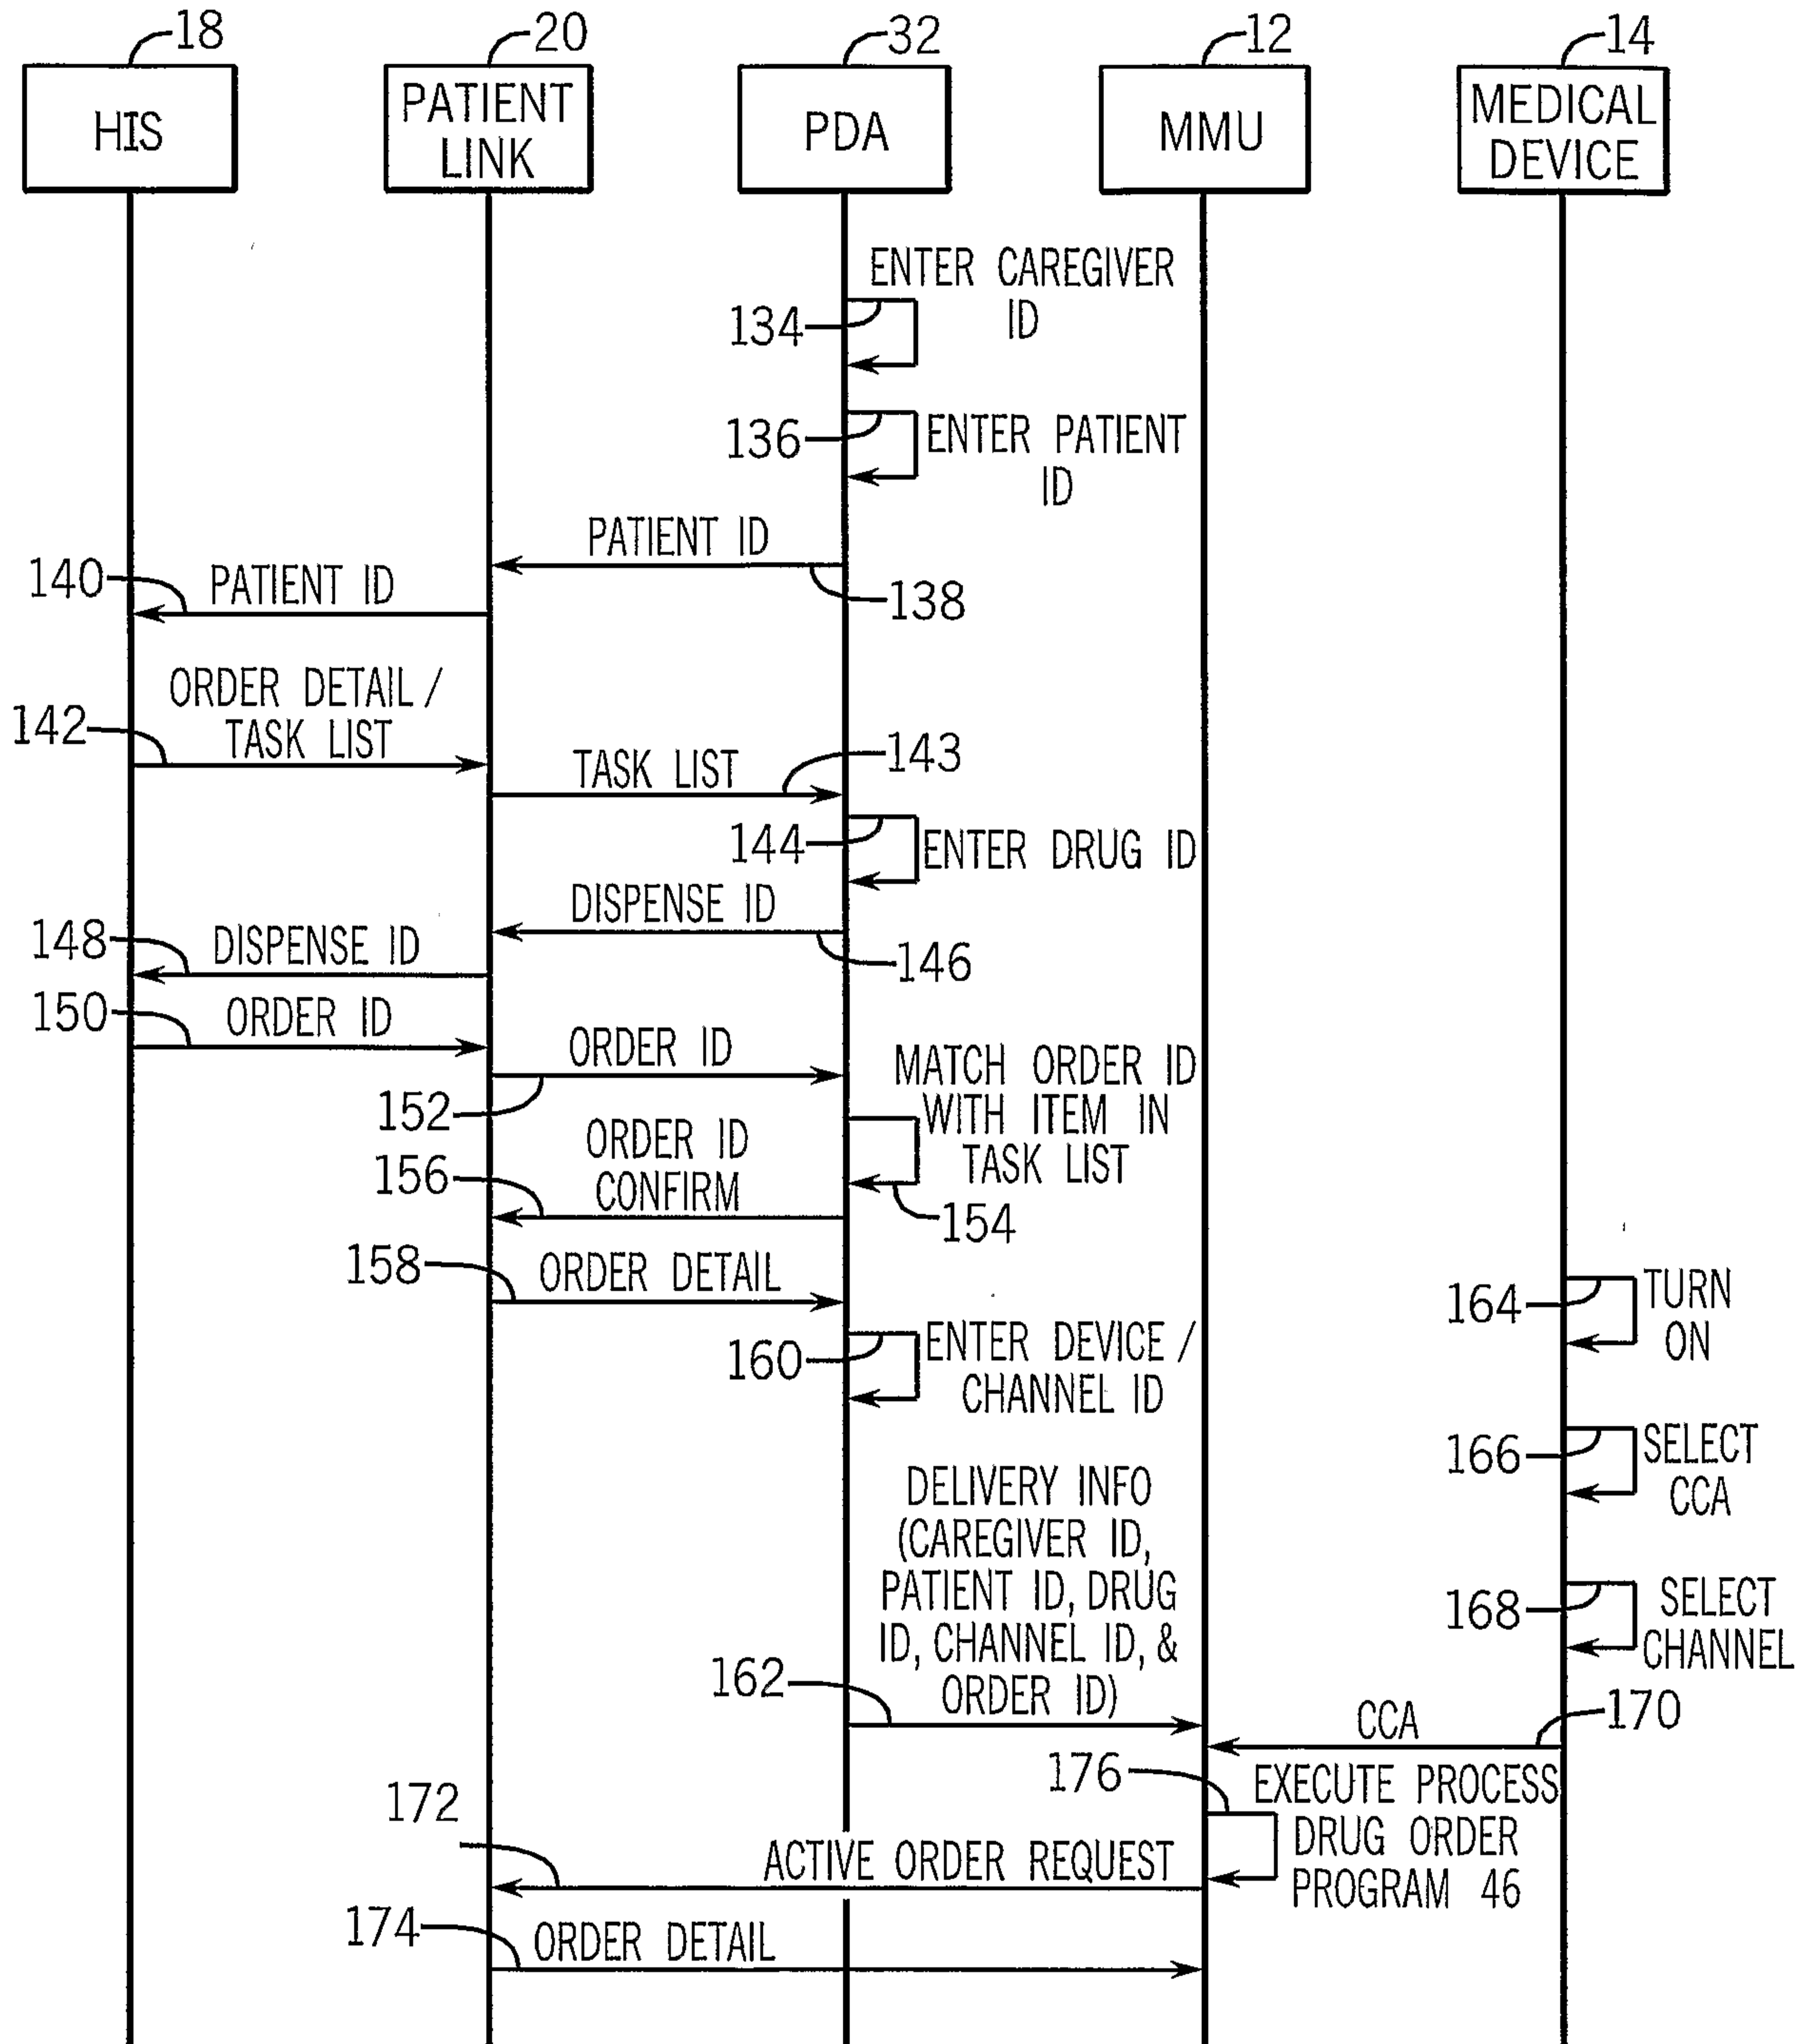 18
20
32
12
14
HIS
PATIENT
LINK
PDA
MMU
MEDICAL
DEVICE
ENTER CAREGIVER
ID
134
136
ENTER PATIENT
ID
PATIENT ID
138
140
PATIENT ID
ORDER DETAIL /
TASK LIST
142
TASK LIST
143
144
ENTER DRUG ID
DISPENSE ID
146
148
DISPENSE ID
150
ORDER ID
ORDER ID
152
MATCH ORDER ID
WITH ITEM IN
TASK LIST
154
ORDER ID
CONFIRM
156
158
ORDER DETAIL
160
ENTER DEVICE /
CHANNEL ID
164
TURN
ON
166
SELECT
CCA
168
SELECT
CHANNEL
DELIVERY INFO
(CAREGIVER ID,
PATIENT ID, DRUG
ID, CHANNEL ID, &
ORDER ID)
162
CCA
170
176
EXECUTE PROCESS
DRUG ORDER
PROGRAM 46
172
ACTIVE ORDER REQUEST
174
ORDER DETAIL